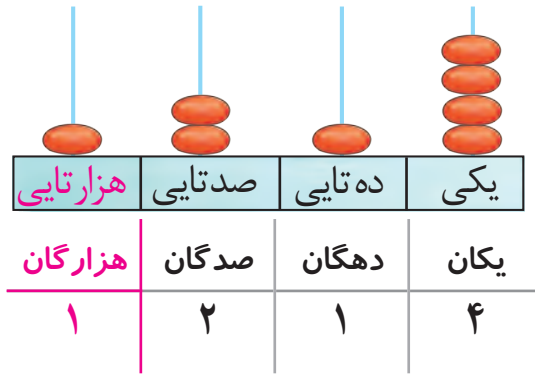 یکی ده تایی صدتایی هزارتایی
یکان دهگان صدگان هزارگان
۴ ۱ ۲ ۱